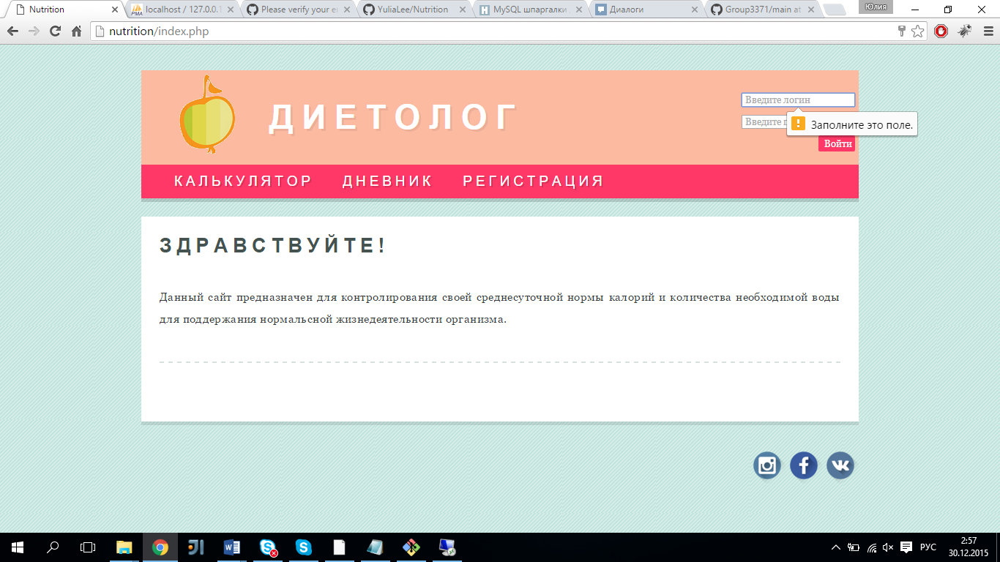 Nutrition
localhost / 127.0.0.1
Please verify your e
YuliaLee/Nutrition
MySQL шпаргалки
Диалоги
Group3371/main at
Юлия
nutrition/index.php
ДИЕТОЛОГ
Введите логин
Введите
Заполните это поле.
Войти
КАЛЬКУЛЯТОР ДНЕВНИК РЕГИСТРАЦИЯ
ЗДРАВСТВУЙТЕ!
Данный сайт предназначен для контролирования своей среднесуточной нормы калорий и количества необходимой воды
для поддержания нормальсной жизнедеятельности организма.
РУС
2:57
30.12.2015